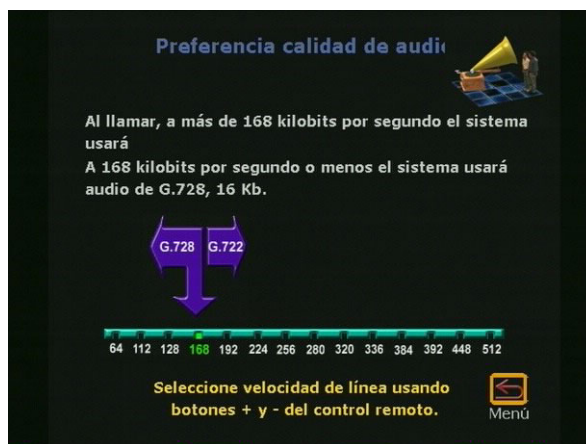 Preferencia calidad de audio
Al llamar, a más de 168 kilobits por segundo el sistema
usará
A 168 kilobits por segundo o menos el sistema usará
audio de G.728, 16 Kb.
G.728 G.722
64 112 128 168 192 224 256 280 320 336 384 392 448 512
Seleccione velocidad de línea usando
botones + y - del control remoto.
Menú